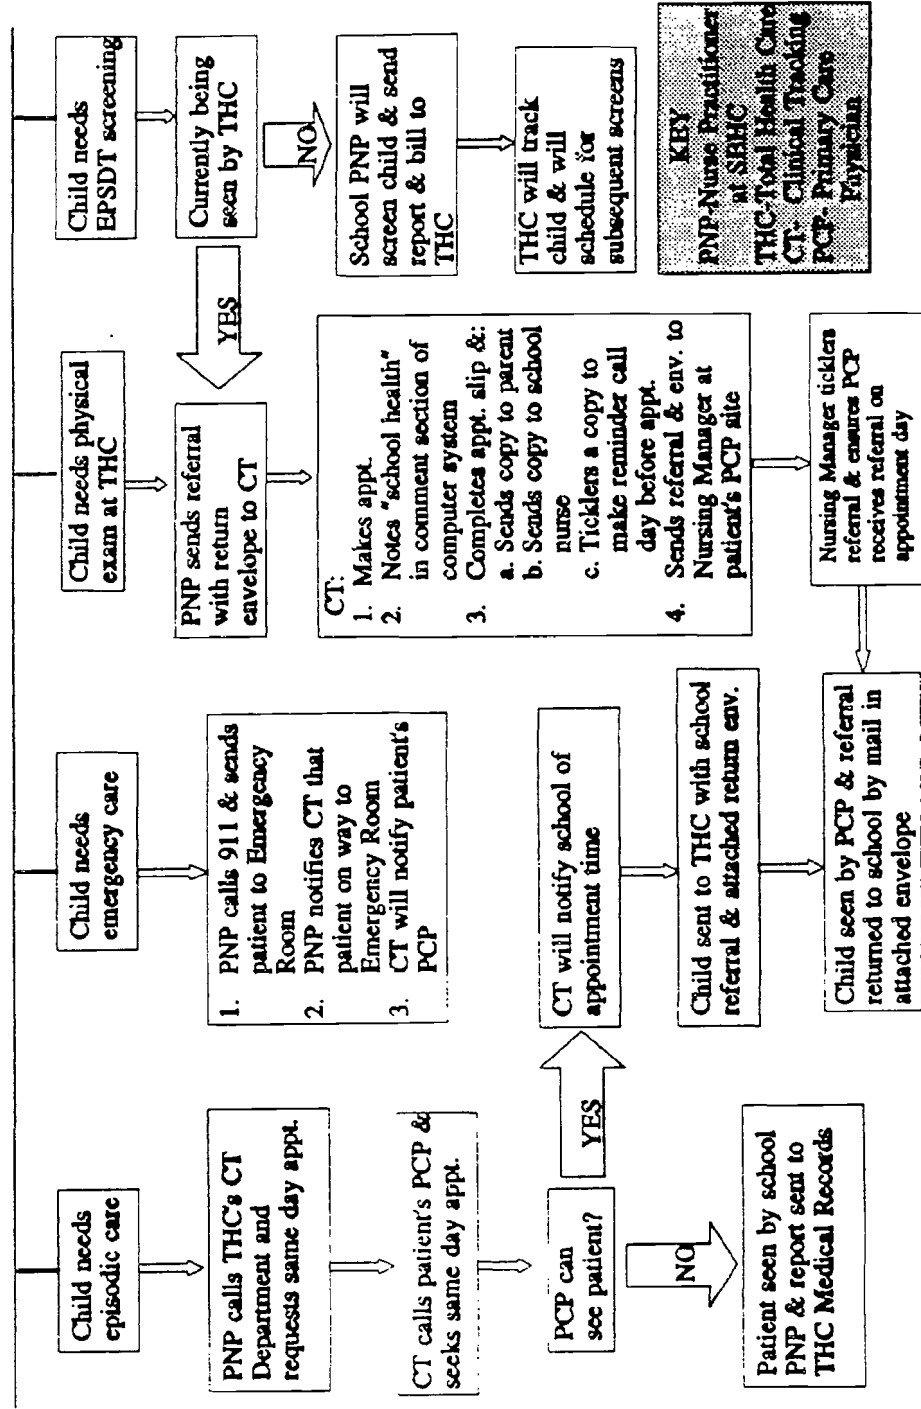 Child needs
episodic care
PNP calls THC's CT
Department and
requests same day appt.
CT calls patient's PCP &
seeks same day appt.
PCP can
see patient?
YES
NO
Patient seen by school
PNP & report sent to
THC Medical Records
Child needs
emergency care
1. PNP calls 911 & sends
patient to Emergency
Room
2. PNP notifies CT that
patient on way to
Emergency Room
3. CT will notify patient's
PCP
CT will notify school of
appointment time
Child sent to THC with school
referral & attached return env.
Child seen by PCP & referral
returned to school by mail in
attached envelope
Child needs physical
exam at THC
PNP sends referral
with return
envelope to CT
CT:
1. Makes appt.
2. Notes "school health"
in comment section of
computer system
3. Completes appt. slip &:
a. Sends copy to parent
b. Sends copy to school
nurse
c. Ticklers a copy to
make reminder call
day before appt.
4. Sends referral & env. to
Nursing Manager at
patient's PCP site
Nursing Manager ticklers
referral & ensures PCP
receives referral on
appointment day
Child needs
EPSDT screening
Currently being
seen by THC
YES
NO
School PNP will
screen child & send
report & bill to
THC
THC will track
child & will
schedule for
subsequent screens
KEY
PNP-Nurse Practitioner
at SBHC
THC-Total Health Care
CT- Clinical Tracking
PCP- Primary Care
Physician